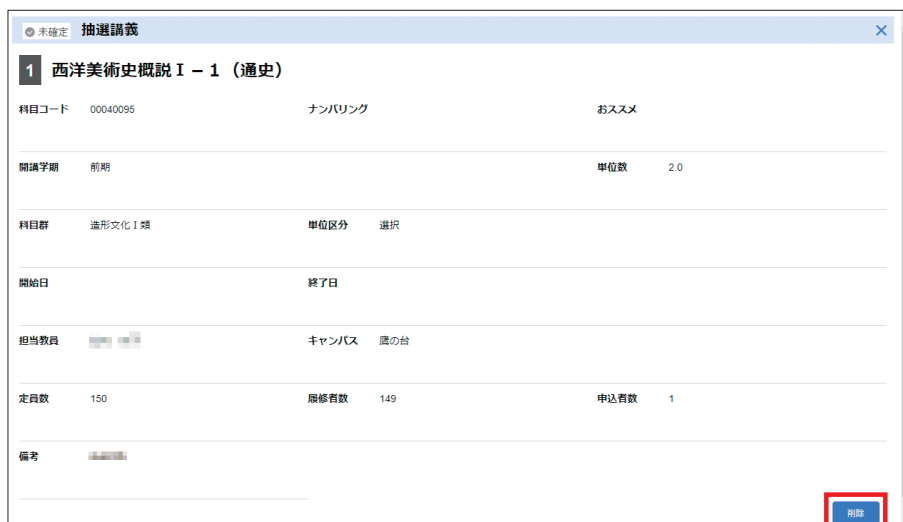 未確定 抽選講義
1 西洋美術史概説Ⅰ－1（通史）
科目コード 00040095 ナンバリング おススメ
開講学期 前期 単位数 2.0
科目群 造形文化Ⅰ類 単位区分 選択
開始日 終了日
担当教員 キャンパス 鷹の台
定員数 150 履修者数 149 申込者数 1
備考
削除